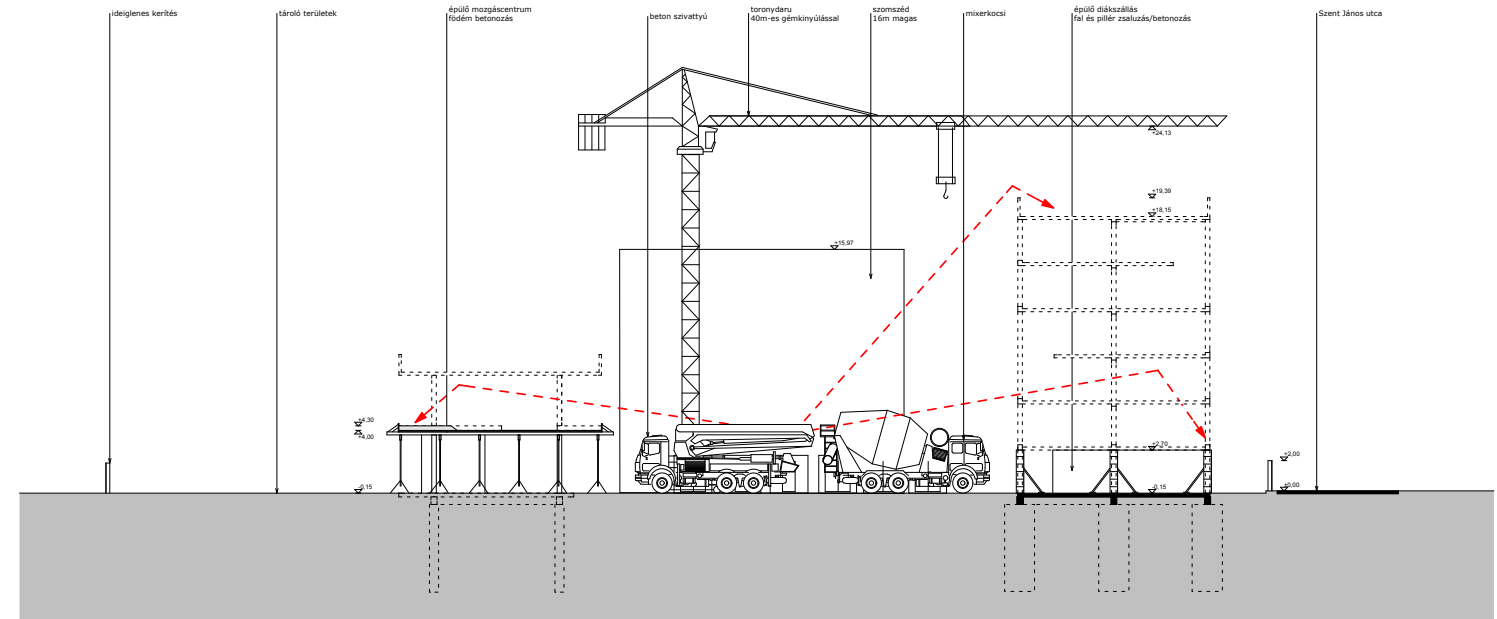 ideiglenes kerítés
tároló területek
épülő mozgáscentrum
födém betonozás
beton szivattyú
toronydaru
40m-es gémkinyúlással
szomszéd
16m magas
mixerkocsi
épülő diákszállás
fal és pillér zsaluzás/betonozás
Szent János utca
+24,13
+19,39
+18,15
+15,97
+4,30
+4,00
-0,15
+2,70
-0,15
+2,00
±0,00